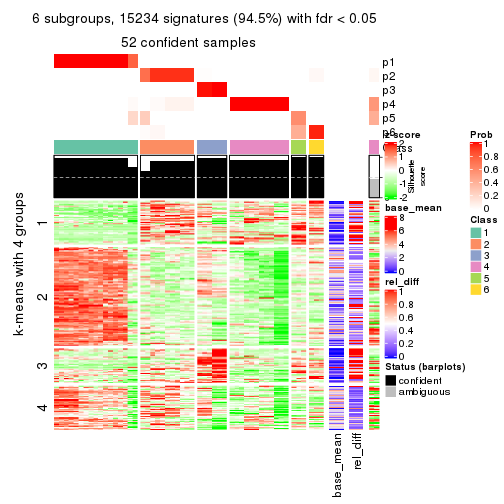 6 subgroups, 15234 signatures (94.5%) with fdr < 0.05
52 confident samples
p1
p2
p3
p4
p5
k-means with 4 groups
1
2
3
4
z-score
2
1
0
-1
-2
Silhouette
score
base_mean
8
6
4
2
0
rel_diff
1
0.8
0.6
0.4
0.2
0
Status (barplots)
confident
ambiguous
Prob
1
0.8
0.6
0.4
0.2
0
Class
1
2
3
4
5
6
base_mean
rel_diff